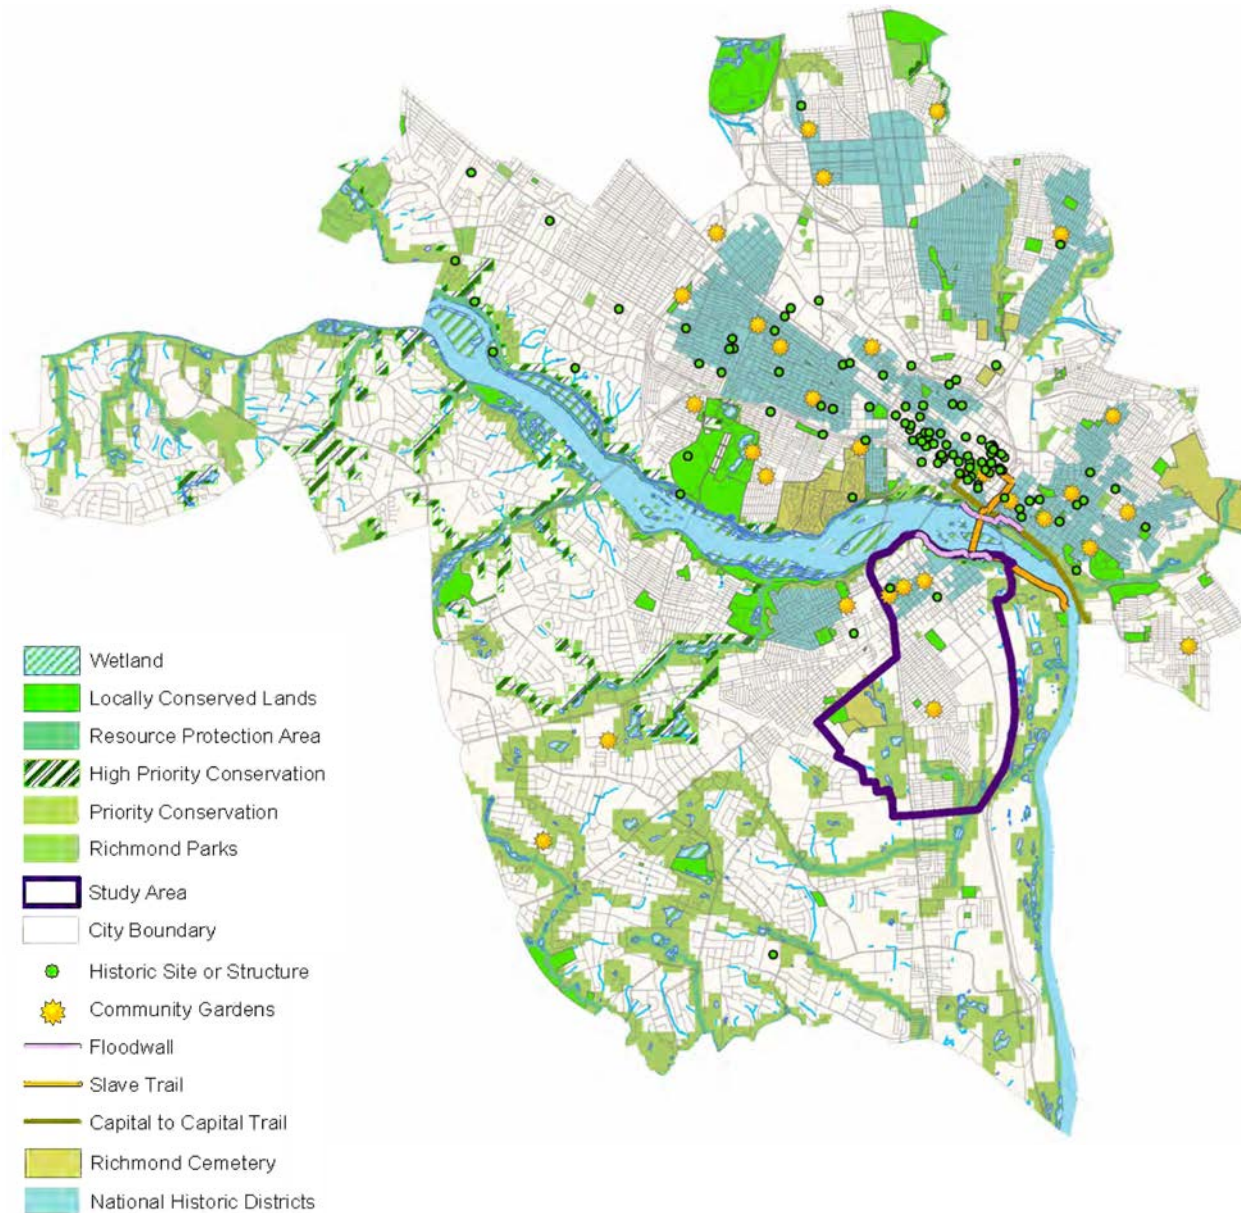 Wetland
Locally Conserved Lands
Resource Protection Area
High Priority Conservation
Priority Conservation
Richmond Parks
Study Area
City Boundary
Historic Site or Structure
Community Gardens
Floodwall
Slave Trail
Capital to Capital Trail
Richmond Cemetery
National Historic Districts